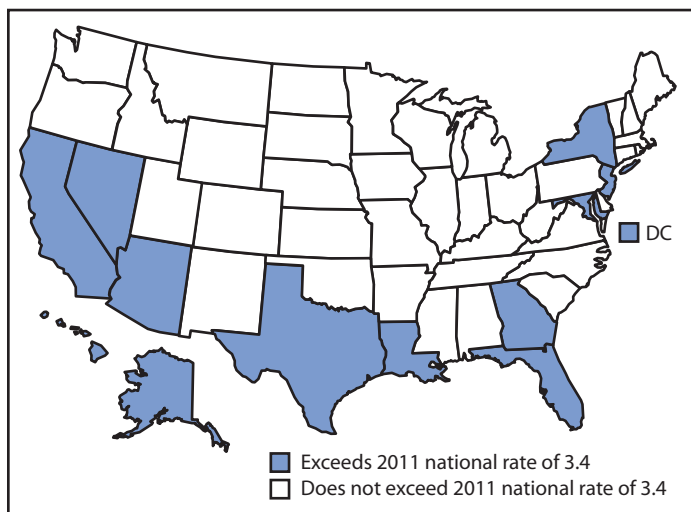 DC
Exceeds 2011 national rate of 3.4
Does not exceed 2011 national rate of 3.4